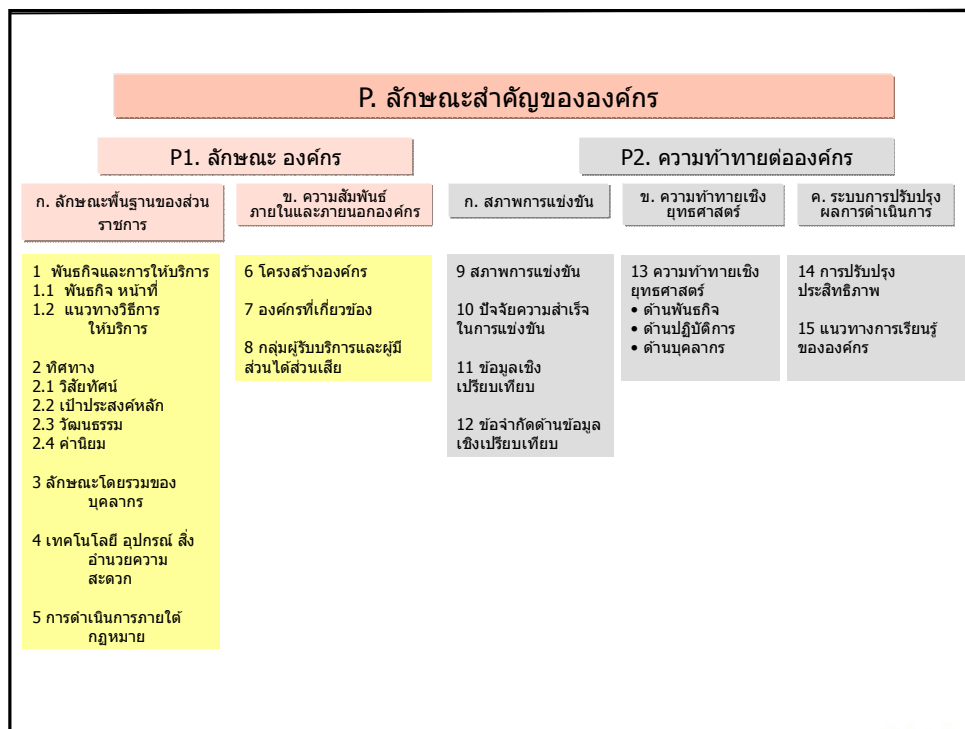 P. ลักษณะสำคัญขององค์กร
P1. ลักษณะ องค์กร
P2. ความท้าทายต่อองค์กร
ก. ลักษณะพื้นฐานของส่วน
ราชการ
ข. ความสัมพันธ์
ภายในและภายนอกองค์กร
ก. สภาพการแข่งขัน
ข. ความท้าทายเชิง
ยุทธศาสตร์
ค. ระบบการปรับปรุง
ผลการดำเนินการ
1 พันธกิจและการให้บริการ
1.1 พันธกิจ หน้าที่
1.2 แนวทางวิธีการ
ให้บริการ
2 ทิศทาง
2.1 วิสัยทัศน์
2.2 เป้าประสงค์หลัก
2.3 วัฒนธรรม
2.4 ค่านิยม
3 ลักษณะโดยรวมของ
บุคลากร
4 เทคโนโลยี อุปกรณ์ สิ่ง
อำนวยความ
สะดวก
5 การดำเนินการภายใต้
กฏหมาย
6 โครงสร้างองค์กร
7 องค์กรที่เกี่ยวข้อง
8 กลุ่มผู้รับบริการและผู้มี
ส่วนได้ส่วนเสีย
9 สภาพการแข่งขัน
10 ปัจจัยความสำเร็จ
ในการแข่งขัน
11 ข้อมูลเชิง
เปรียบเทียบ
12 ข้อจำกัดด้านข้อมูล
เชิงเปรียบเทียบ
13 ความท้าทายเชิง
ยุทธศาสตร์
• ด้านพันธกิจ
• ด้านปฏิบัติการ
• ด้านบุคลากร
14 การปรับปรุง
ประสิทธิภาพ
15 แนวทางการเรียนรู้
ขององค์กร